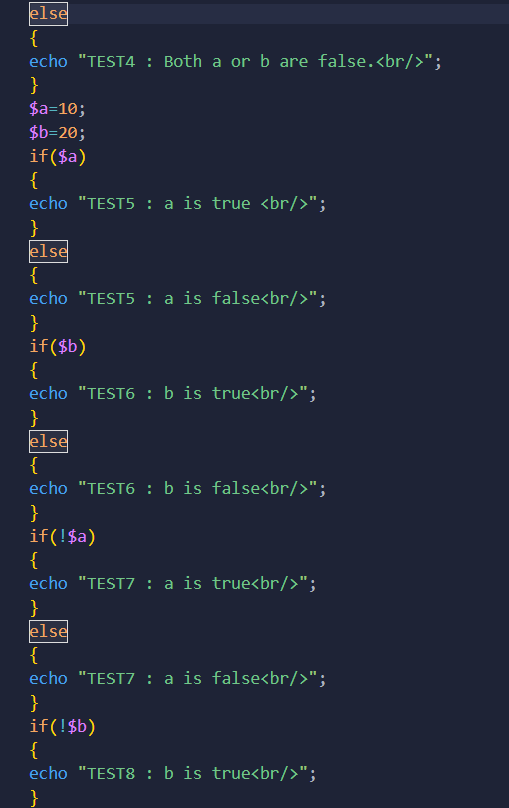 else
{
echo "TEST4 : Both a or b are false.<br/>";
}
$a=10;
$b=20;
if($a)
{
echo "TEST5 : a is true <br/>";
}
else
{
echo "TEST5 : a is false<br/>";
}
if($b)
{
echo "TEST6 : b is true<br/>";
}
else
{
echo "TEST6 : b is false<br/>";
}
if(!$a)
{
echo "TEST7 : a is true<br/>";
}
else
{
echo "TEST7 : a is false<br/>";
}
if(!$b)
{
echo "TEST8 : b is true<br/>";
}